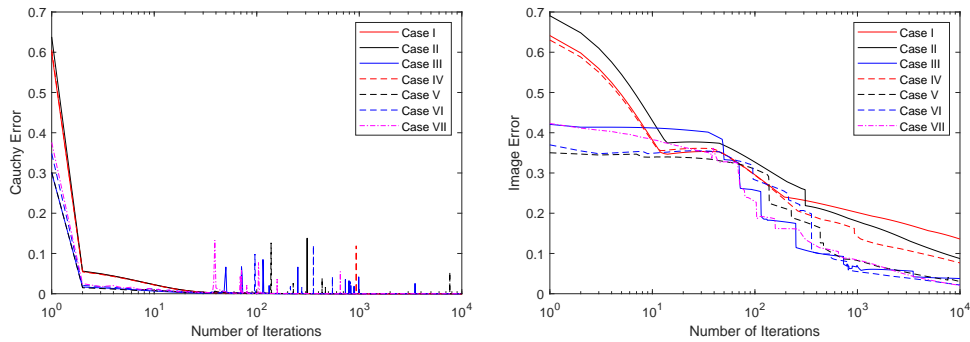 0.7
0.6
0.5
0.4
0.3
0.2
0.1
0
Cauchy Error
10^0
10^1
10^2
10^3
10^4
Number of Iterations
Case I
Case II
Case III
Case IV
Case V
Case VI
Case VII
0.7
0.6
0.5
0.4
0.3
0.2
0.1
0
Image Error
10^0
10^1
10^2
10^3
10^4
Number of Iterations
Case I
Case II
Case III
Case IV
Case V
Case VI
Case VII